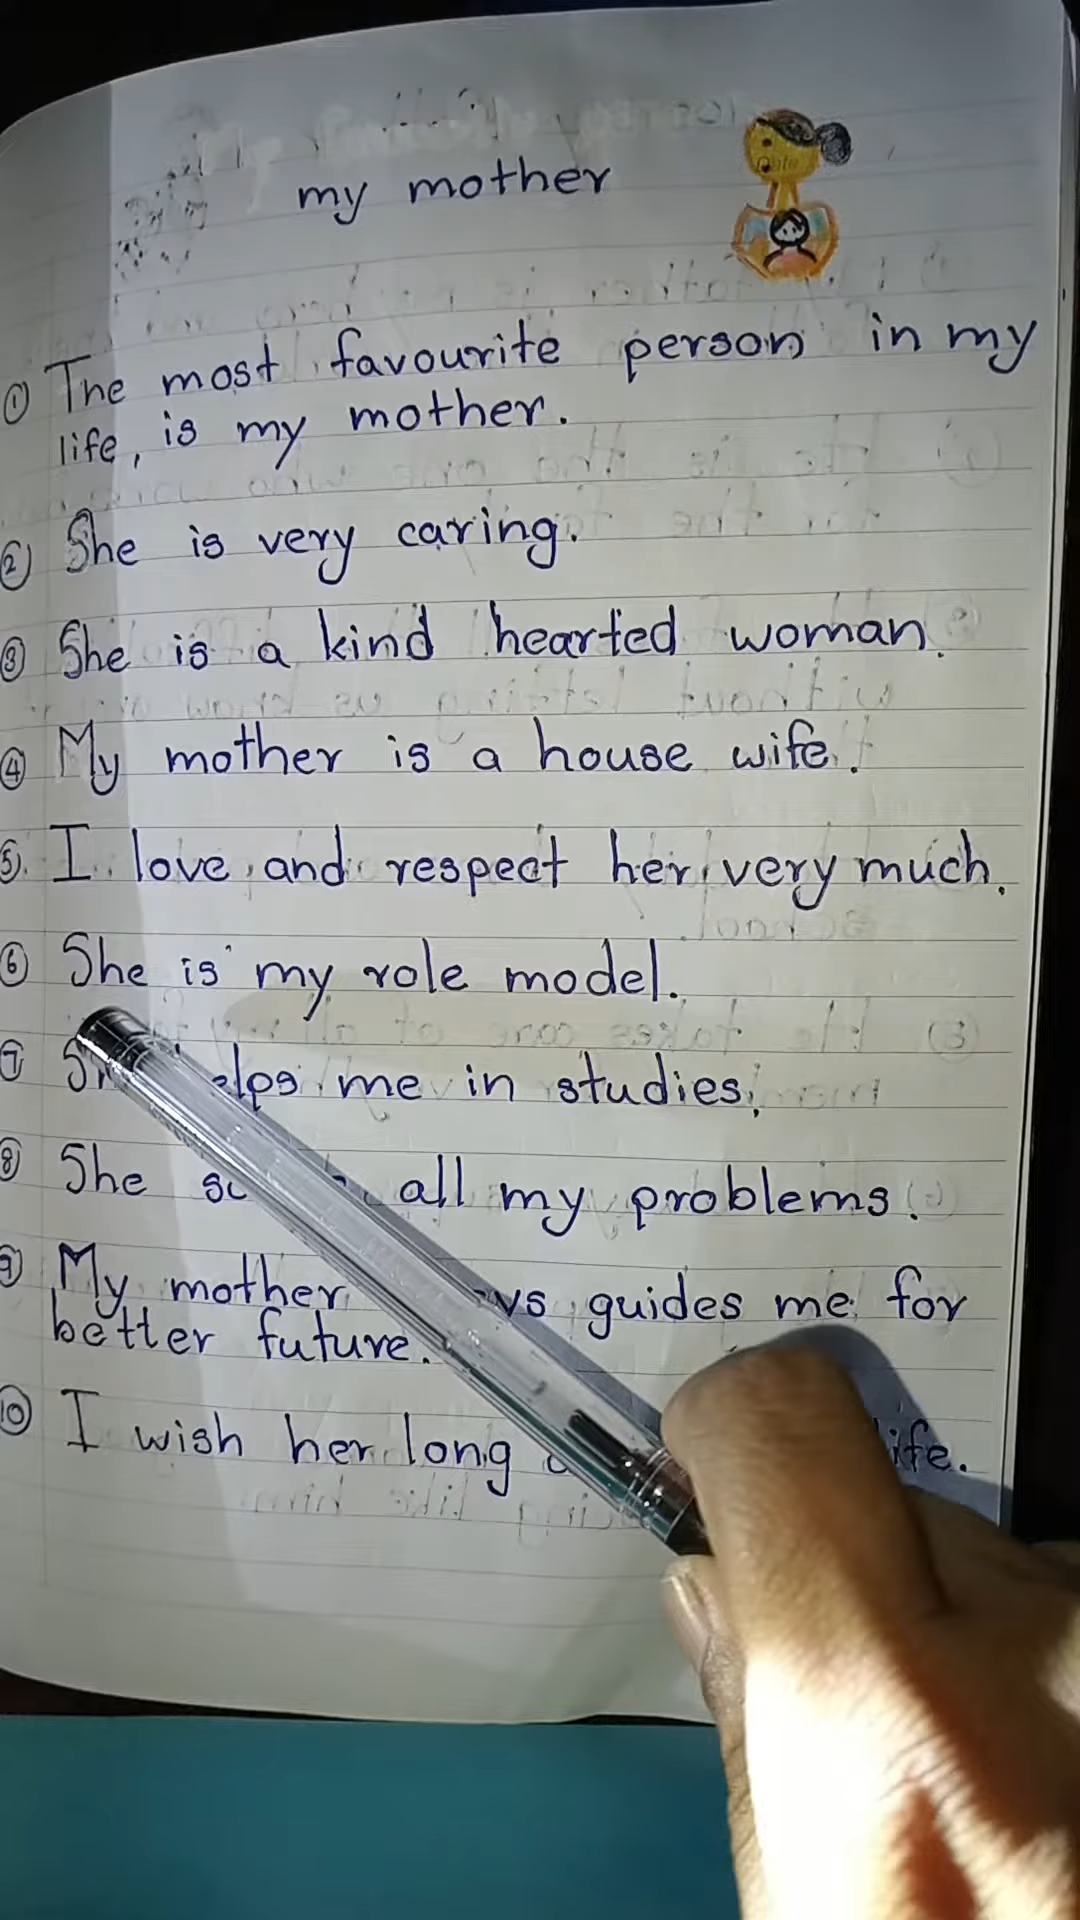 my mother
① The most favourite person in my
life, is my mother.
② She is very caring.
③ She is a kind hearted woman.
④ My mother is a house wife.
⑤ I love and respect her very much.
⑥ She is my role model.
⑦ me in studies.
⑧ She all my problems.
⑨ My mother guides me for
better future.
⑩ I wish her long life.